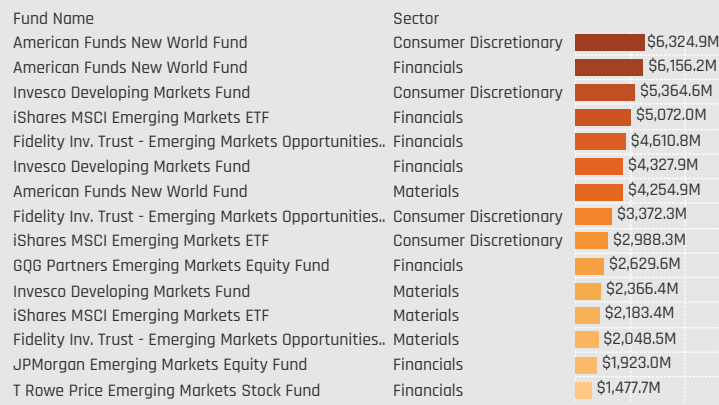 Fund Name Sector
American Funds New World Fund Consumer Discretionary $6,324.9M
American Funds New World Fund Financials $6,156.2M
Invesco Developing Markets Fund Consumer Discretionary $5,364.6M
iShares MSCI Emerging Markets ETF Financials $5,072.0M
Fidelity Inv. Trust - Emerging Markets Opportunities.. Financials $4,610.8M
Invesco Developing Markets Fund Financials $4,327.9M
American Funds New World Fund Materials $4,254.9M
Fidelity Inv. Trust - Emerging Markets Opportunities.. Consumer Discretionary $3,372.3M
iShares MSCI Emerging Markets ETF Consumer Discretionary $2,988.3M
GQG Partners Emerging Markets Equity Fund Financials $2,629.6M
Invesco Developing Markets Fund Materials $2,366.4M
iShares MSCI Emerging Markets ETF Materials $2,183.4M
Fidelity Inv. Trust - Emerging Markets Opportunities.. Materials $2,048.5M
JPMorgan Emerging Markets Equity Fund Financials $1,923.0M
T Rowe Price Emerging Markets Stock Fund Financials $1,477.7M